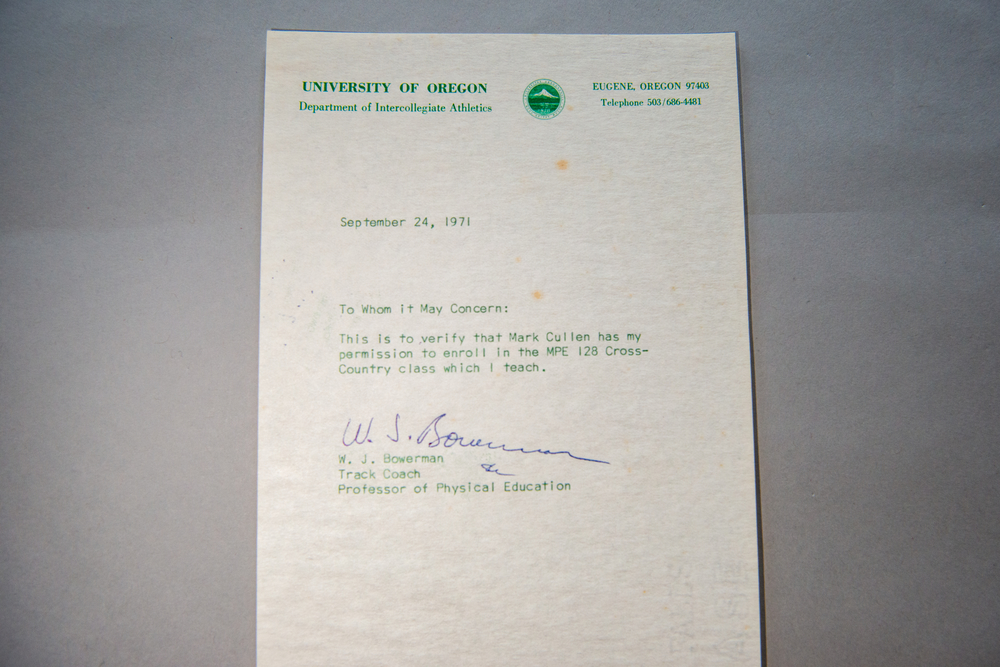 UNIVERSITY OF OREGON
Department of Intercollegiate Athletics
EUGENE, OREGON 97403
Telephone 503/686-4481
September 24, 1971
To Whom it May Concern:
This is to verify that Mark Cullen has my
permission to enroll in the MPE 128 Cross-
Country class which I teach.
W. J. Bowerman
W. J. Bowerman
Track Coach
Professor of Physical Education